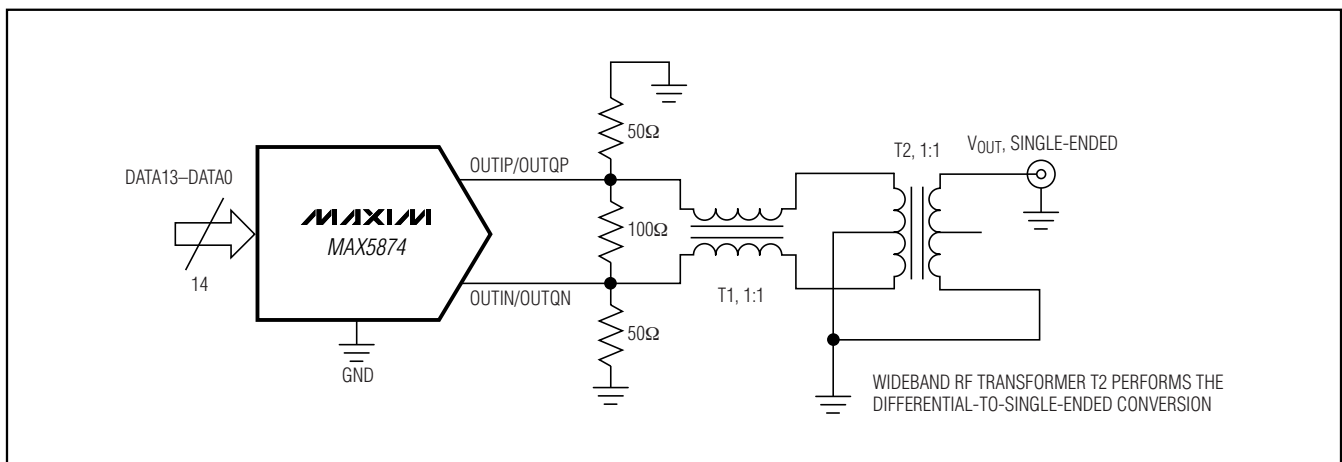 50Ω
OUTIP/OUTQP
T2, 1:1
VOUT, SINGLE-ENDED
DATA13–DATA0
MAXIM
MAX5874
100Ω
14
OUTIN/OUTQN
T1, 1:1
50Ω
GND
WIDEBAND RF TRANSFORMER T2 PERFORMS THE
DIFFERENTIAL-TO-SINGLE-ENDED CONVERSION